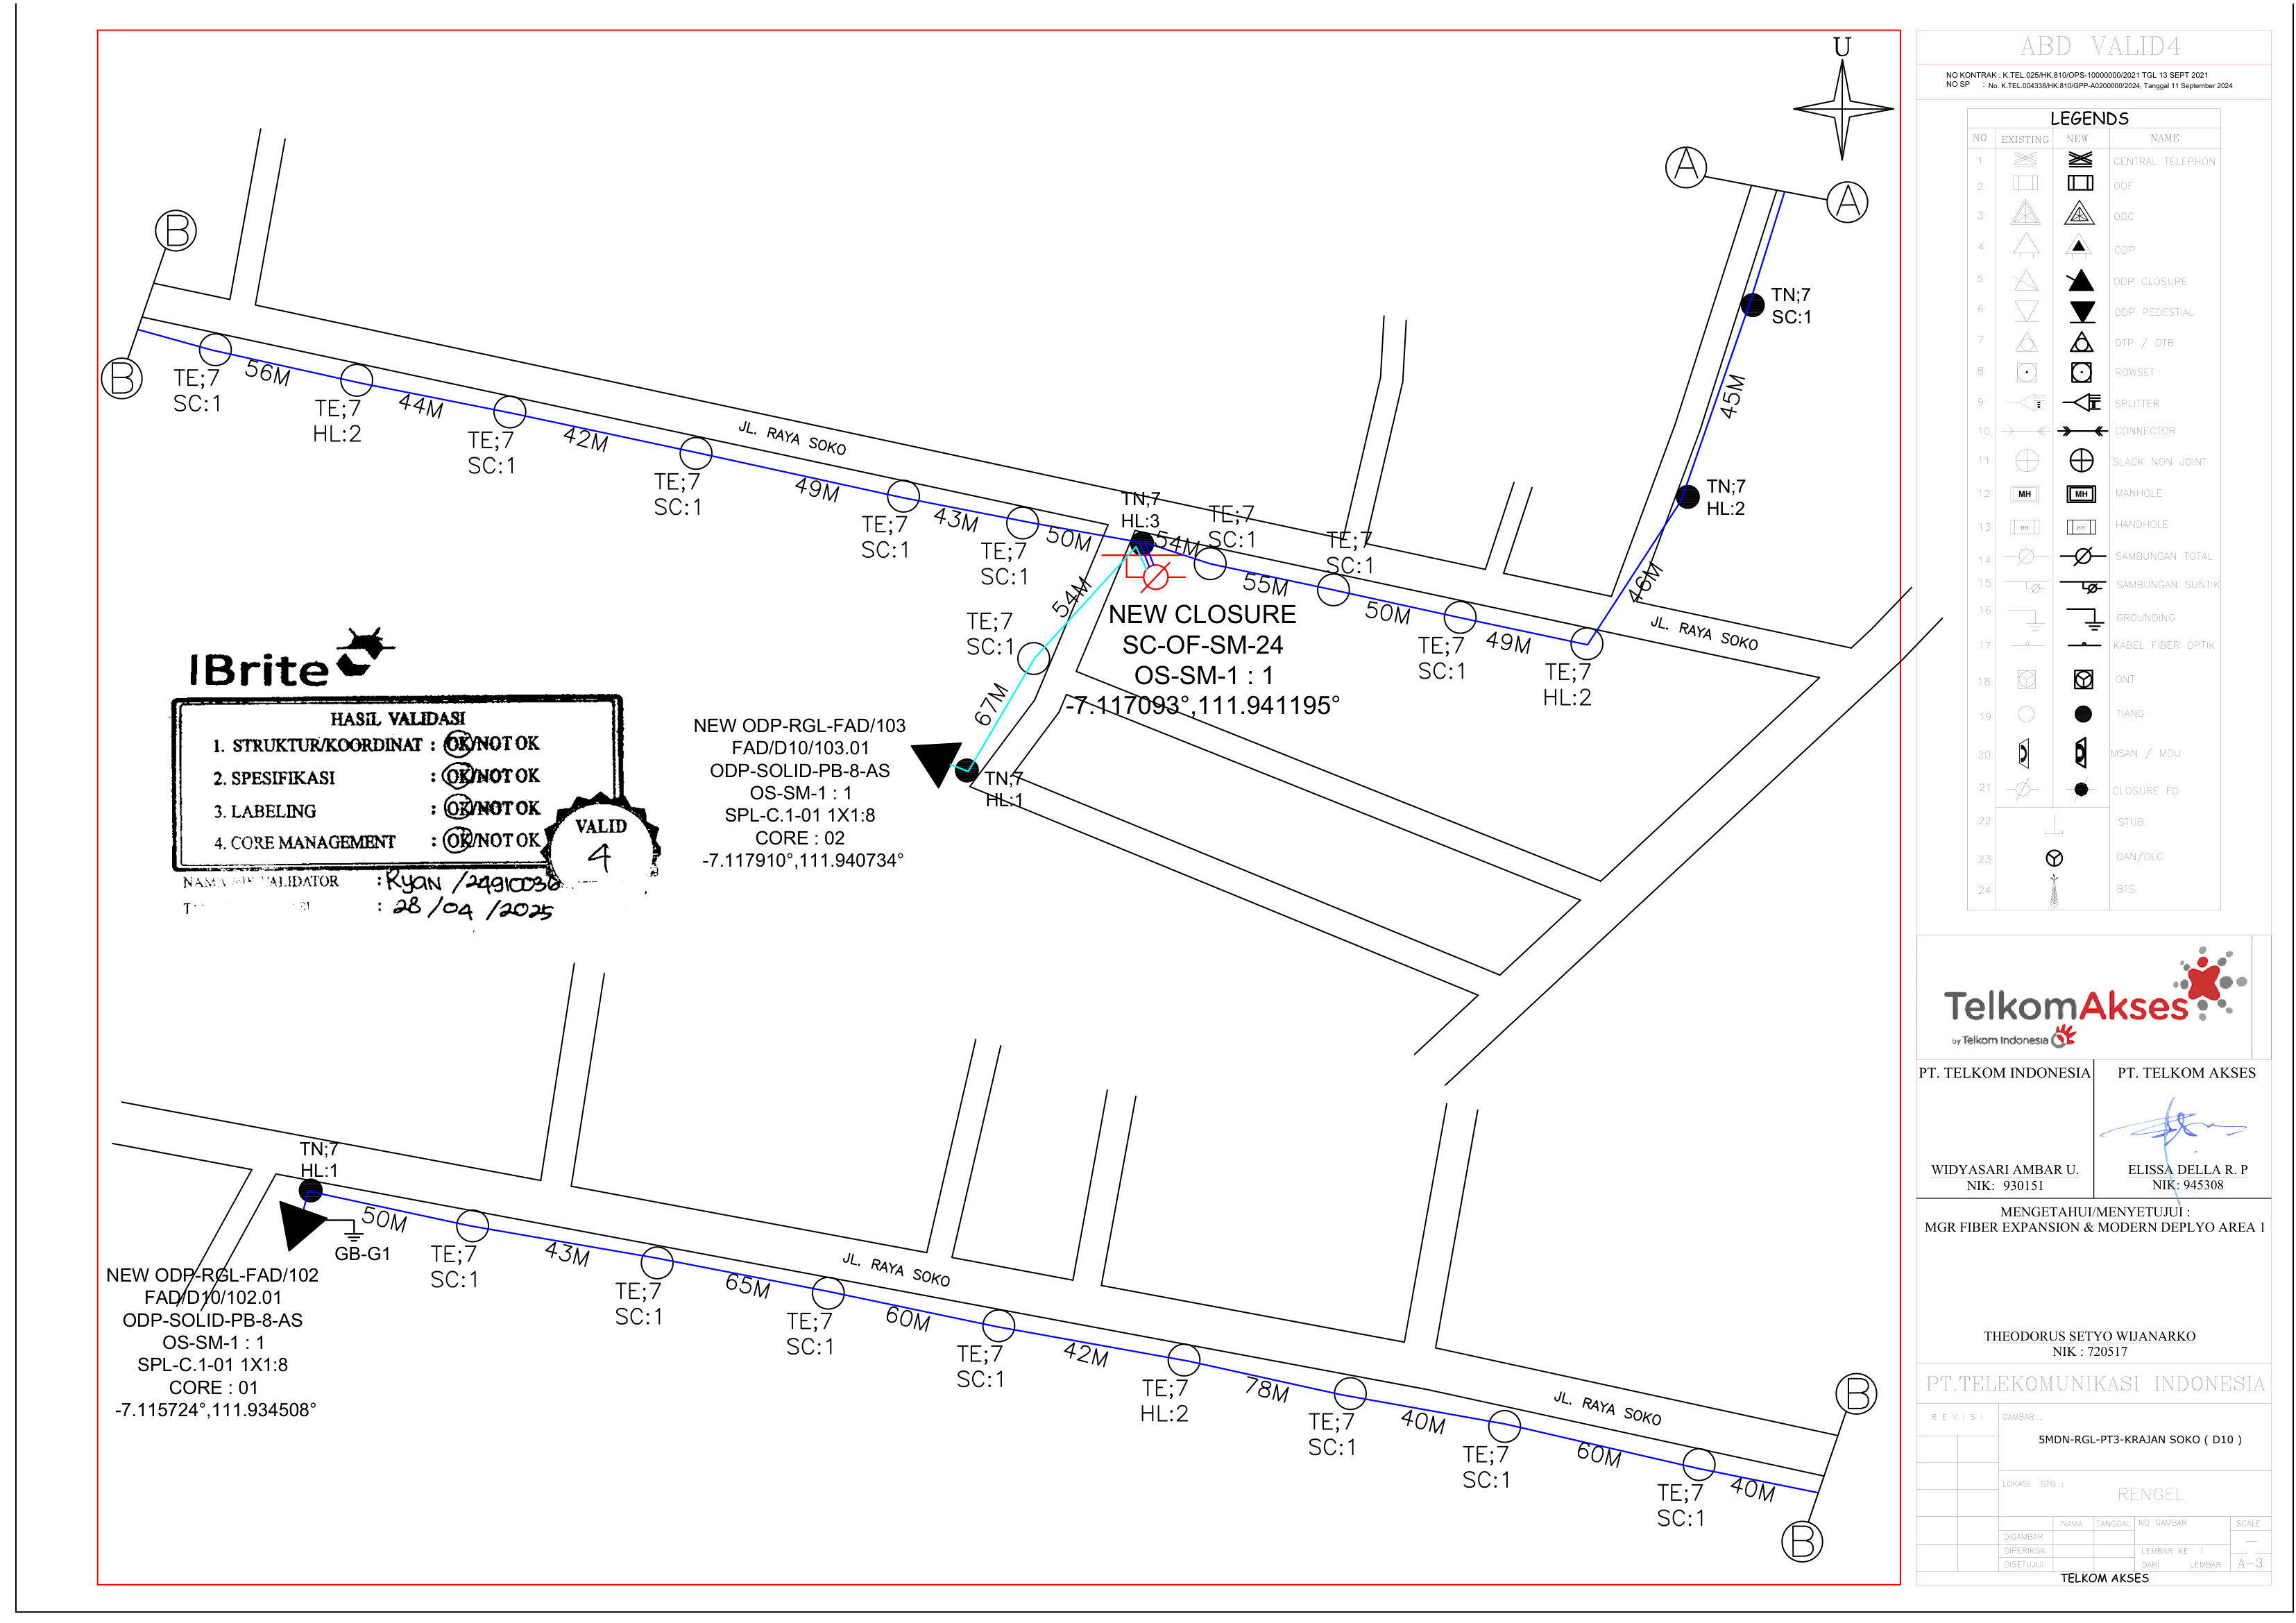 U
A
A
B
B
TN;7
SC:1
45M
TN;7
HL:2
46M
TE;7
SC:1
56M
TE;7
HL:2
44M
TE;7
SC:1
42M
TE;7
SC:1
JL. RAYA SOKO
49M
TE;7
SC:1
43M
TE;7
SC:1
50M
TN;7
HL:3
54M
TE;7
SC:1
55M
TE;7
SC:1
50M
TE;7
SC:1
49M
TE;7
HL:2
JL. RAYA SOKO
54M
TE;7
SC:1
67M
TN;7
HL:1
NEW CLOSURE
SC-OF-SM-24
OS-SM-1 : 1
-7.117093°,111.941195°
NEW ODP-RGL-FAD/103
FAD/D10/103.01
ODP-SOLID-PB-8-AS
OS-SM-1 : 1
SPL-C.1-01 1X1:8
CORE : 02
-7.117910°,111.940734°
IBrite
HASIL VALIDASI
1. STRUKTUR/KOORDINAT : OK/NOT OK
2. SPESIFIKASI : OK/NOT OK
3. LABELING : OK/NOT OK
4. CORE MANAGEMENT : OK/NOT OK
VALID
4
VALIDATOR : Ryan /24910036
: 28/04/2025
TN;7
HL:1
GB-G1
50M
TE;7
SC:1
43M
TE;7
SC:1
65M
TE;7
SC:1
60M
JL. RAYA SOKO
TE;7
SC:1
42M
TE;7
HL:2
78M
TE;7
SC:1
40M
TE;7
SC:1
JL. RAYA SOKO
60M
TE;7
SC:1
40M
B
B
NEW ODP-RGL-FAD/102
FAD/D10/102.01
ODP-SOLID-PB-8-AS
OS-SM-1 : 1
SPL-C.1-01 1X1:8
CORE : 01
-7.115724°,111.934508°
ABD VALID4
NO KONTRAK : K.TEL.025/HK.810/OPS-10000000/2021 TGL 13 SEPT 2021
NO SP : No. K.TEL.004338/HK.810/GPP-A0200000/2024, Tanggal 11 September 2024
LEGENDS
NO EXISTING NEW NAME
1 CENTRAL TELEPHON
2 ODF
3 ODC
4 ODP
5 ODP CLOSURE
6 ODP PEDESTIAL
7 OTP / OTB
8 ROWSET
9 SPLITTER
10 CONNECTOR
11 SLACK NON JOINT
12 MH MH MANHOLE
13 HH HH HANDHOLE
14 SAMBUNGAN TOTAL
15 SAMBUNGAN SUNTIK
16 GROUNDING
17 KABEL FIBER OPTIK
18 ONT
19 TIANG
20 MSAN / MDU
21 CLOSURE FO
22 STUB
23 OAN/DLC
24 BTS
TelkomAkses
by Telkom Indonesia
PT. TELKOM INDONESIA
WIDYASARI AMBAR U.
NIK: 930151
PT. TELKOM AKSES
ELISSA DELLA R. P
NIK: 945308
MENGETAHUI/MENYETUJUI :
MGR FIBER EXPANSION & MODERN DEPLYO AREA 1
THEODORUS SETYO WIJANARKO
NIK : 720517
PT.TELEKOMUNIKASI INDONESIA
REVISI
GAMBAR :
5MDN-RGL-PT3-KRAJAN SOKO ( D10 )
LOKASI STO :
RENGEL
NAMA TANGGAL NO GAMBAR SCALE
DIGAMBAR
DIPERIKSA LEMBAR KE 1
DISETUJUI DARI LEMBAR A-3
TELKOM AKSES